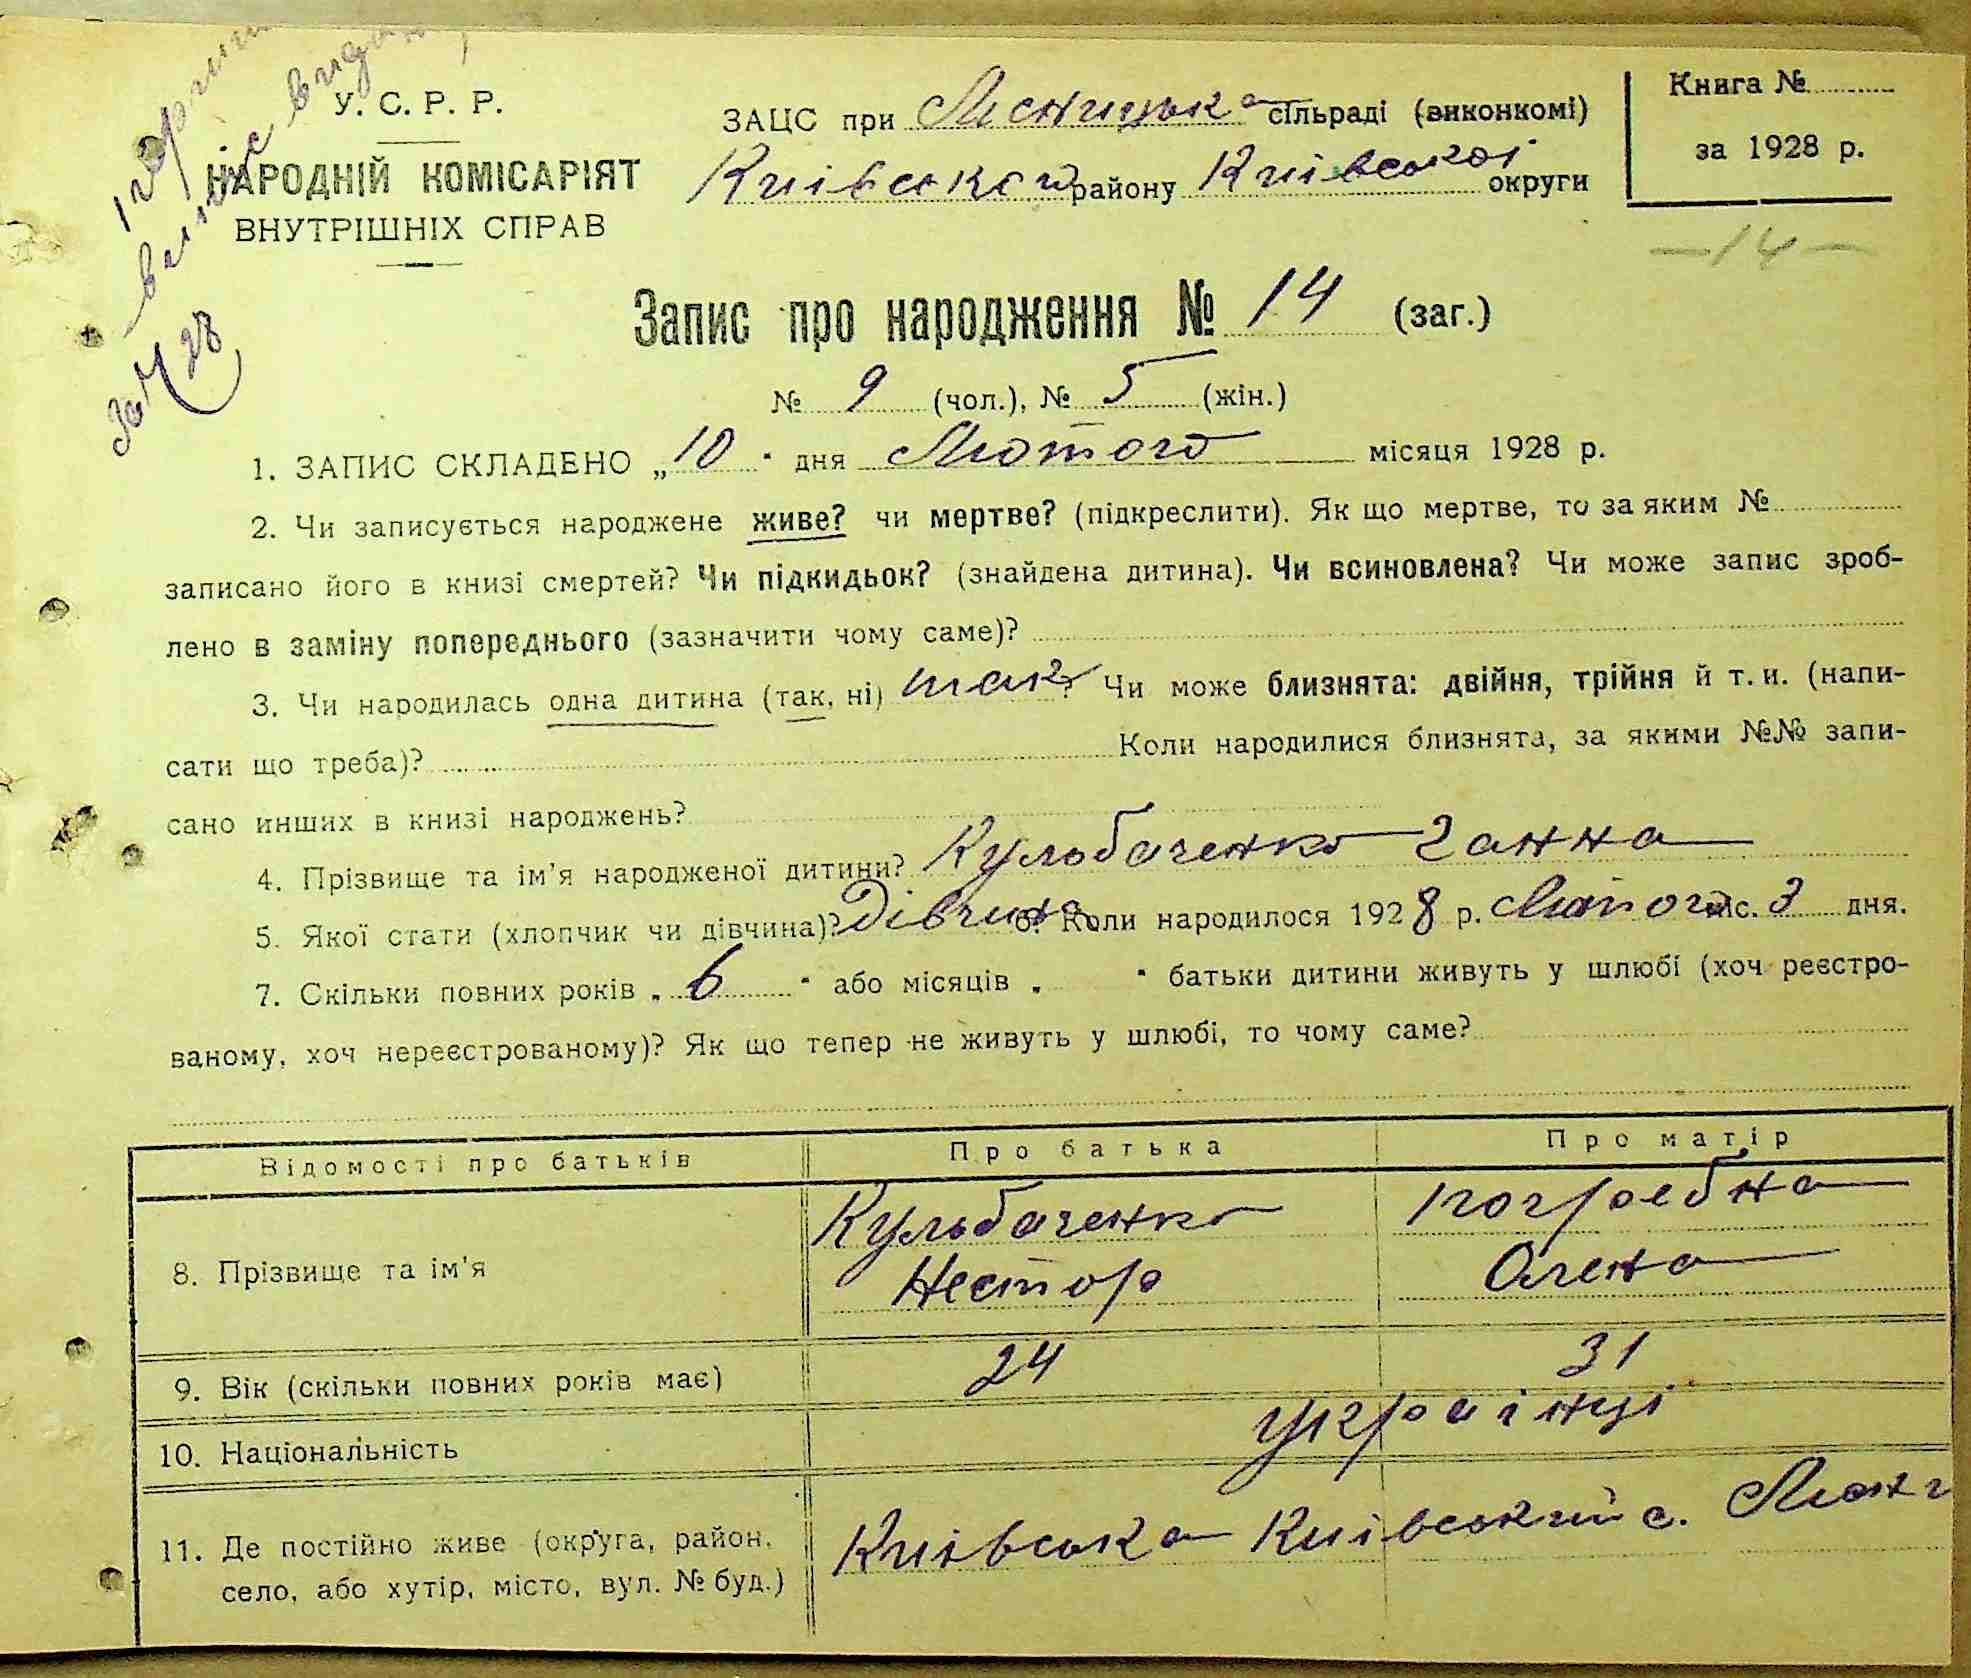 У. С. Р. Р.
НАРОДНІЙ КОМІСАРІЯТ
ВНУТРІШНІХ СПРАВ
ЗАЦС при Лісницька сільраді (виконкомі)
Київського району Київської округи
Книга №
за 1928 р.
—14—
Запис про народження № 14 (заг.)
№ 9 (чол.), № 5 (жін.)
1. ЗАПИС СКЛАДЕНО „10" дня Лютого місяця 1928 р.
2. Чи записується народжене живе? чи мертве? (підкреслити). Як що мертве, то за яким №
записано його в книзі смертей? Чи підкидьок? (знайдена дитина). Чи всиновлена? Чи може запис зроб-
лено в заміну попереднього (зазначити чому саме)?
3. Чи народилась одна дитина (так, ні) так? Чи може близнята: двійня, трійня й т. и. (напи-
сати що треба)? Коли народилися близнята, за якими №№ запи-
сано инших в книзі народжень?
4. Прізвище та ім'я народженої дитини? Кульбаченко Ганна
5. Якої стати (хлопчик чи дівчина)? Дівчина 6. Коли народилося 1928 р. Лютого міс. 3 дня.
7. Скільки повних років „6" або місяців „ " батьки дитини живуть у шлюбі (хоч реєстро-
ваному, хоч нереєстрованому)? Як що тепер не живуть у шлюбі, то чому саме?
Відомості про батьків Про батька Про матір
8. Прізвище та ім'я Кульбаченко Нестор Погребна Олена
9. Вік (скільки повних років має) 24 31
10. Національність Українці
11. Де постійно живе (округа, район, село, або хутір, місто, вул. № буд.) Київська Київський с.